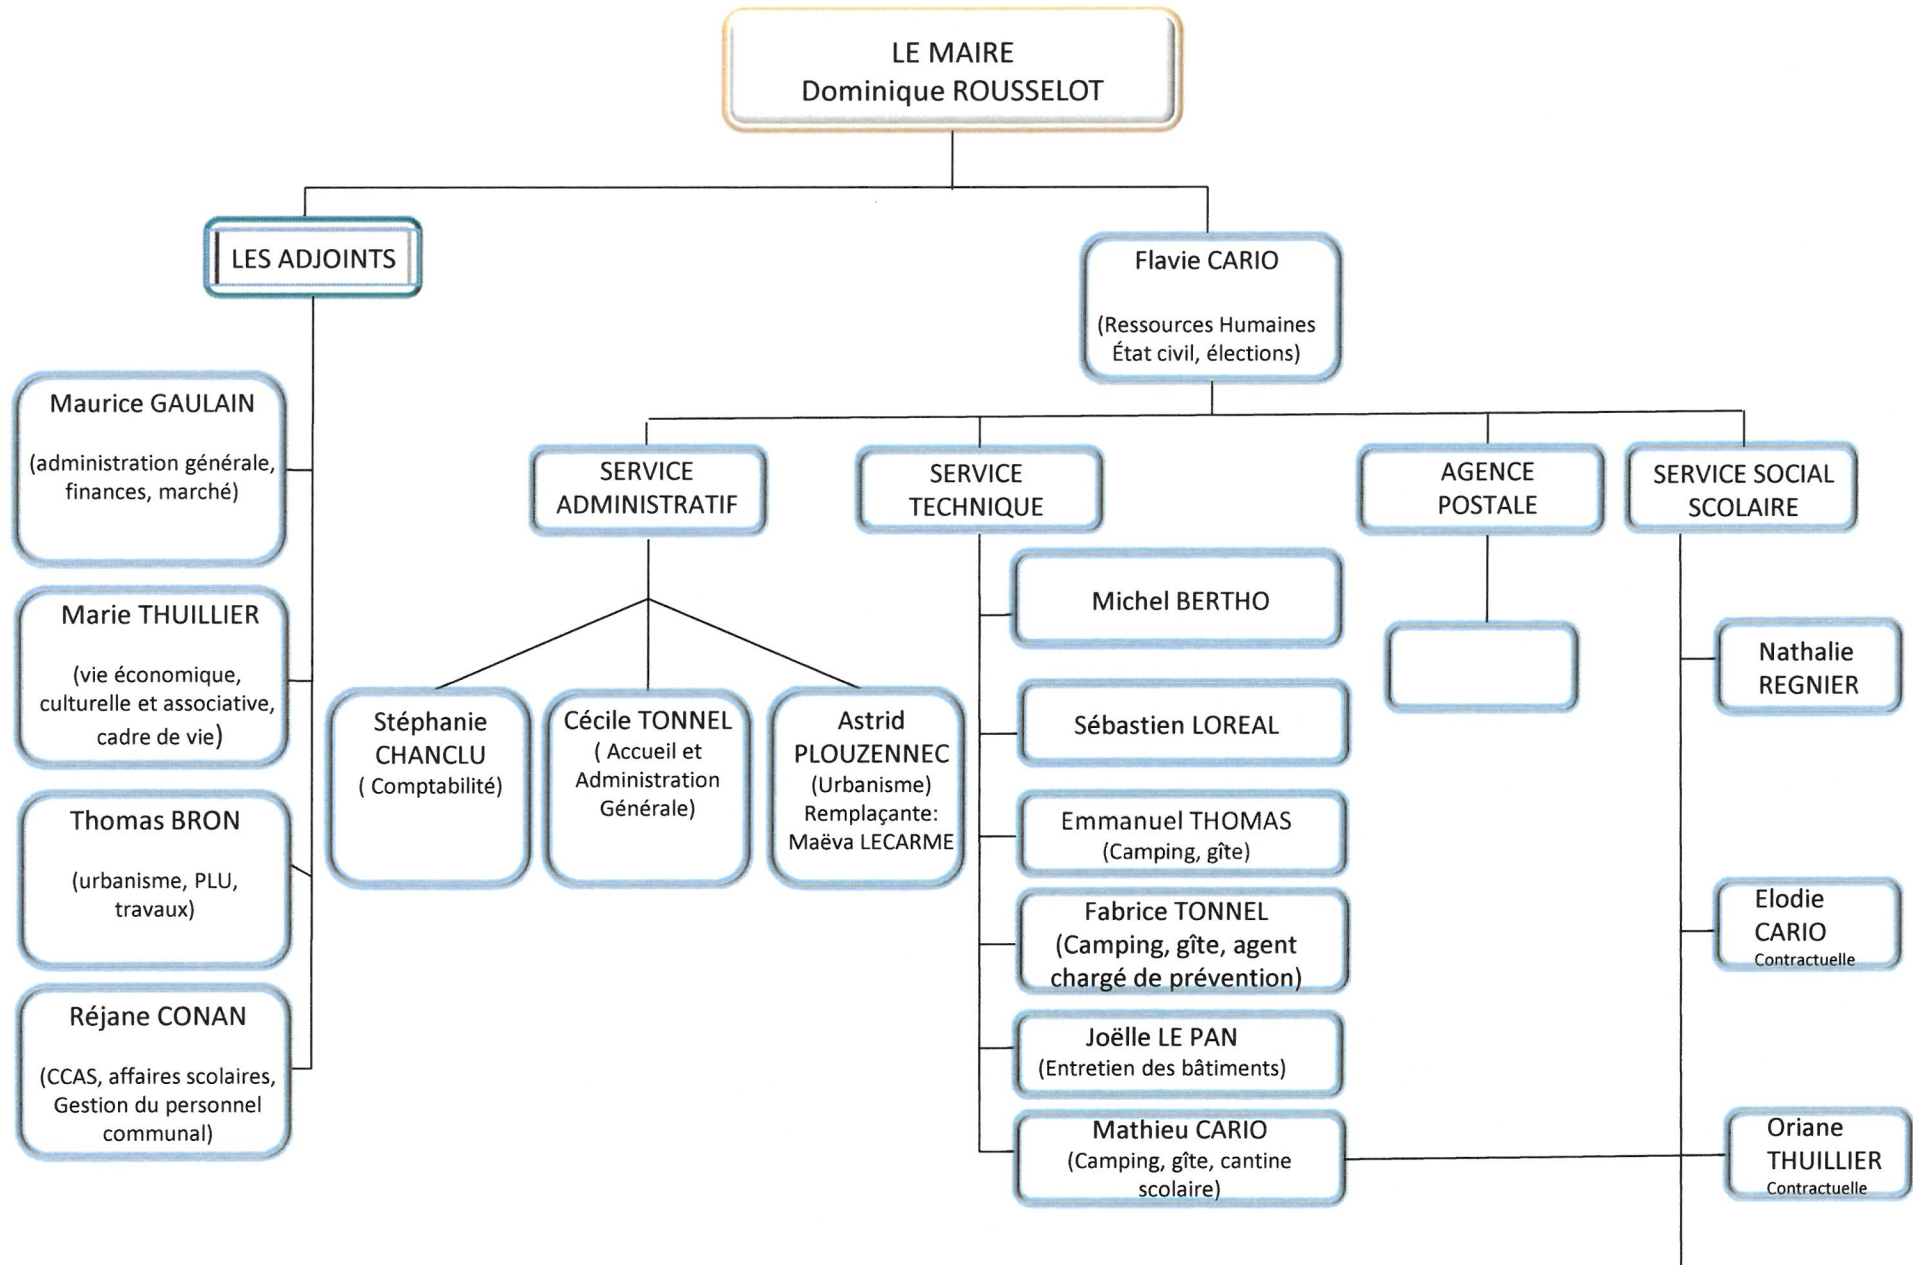 LE MAIRE
Dominique ROUSSELOT
LES ADJOINTS
Maurice GAULAIN
(administration générale,
finances, marché)
Marie THUILLIER
(vie économique,
culturelle et associative,
cadre de vie)
Thomas BRON
(urbanisme, PLU,
travaux)
Réjane CONAN
(CCAS, affaires scolaires,
Gestion du personnel
communal)
Flavie CARIO
(Ressources Humaines
État civil, élections)
SERVICE
ADMINISTRATIF
Stéphanie
CHANCLU
( Comptabilité)
Cécile TONNEL
( Accueil et
Administration
Générale)
Astrid
PLOUZENNEC
(Urbanisme)
Remplaçante:
Maëva LECARME
SERVICE
TECHNIQUE
Michel BERTHO
Sébastien LOREAL
Emmanuel THOMAS
(Camping, gîte)
Fabrice TONNEL
(Camping, gîte, agent
chargé de prévention)
Joëlle LE PAN
(Entretien des bâtiments)
Mathieu CARIO
(Camping, gîte, cantine
scolaire)
AGENCE
POSTALE
SERVICE SOCIAL
SCOLAIRE
Nathalie
REGNIER
Elodie
CARIO
Contractuelle
Oriane
THUILLIER
Contractuelle